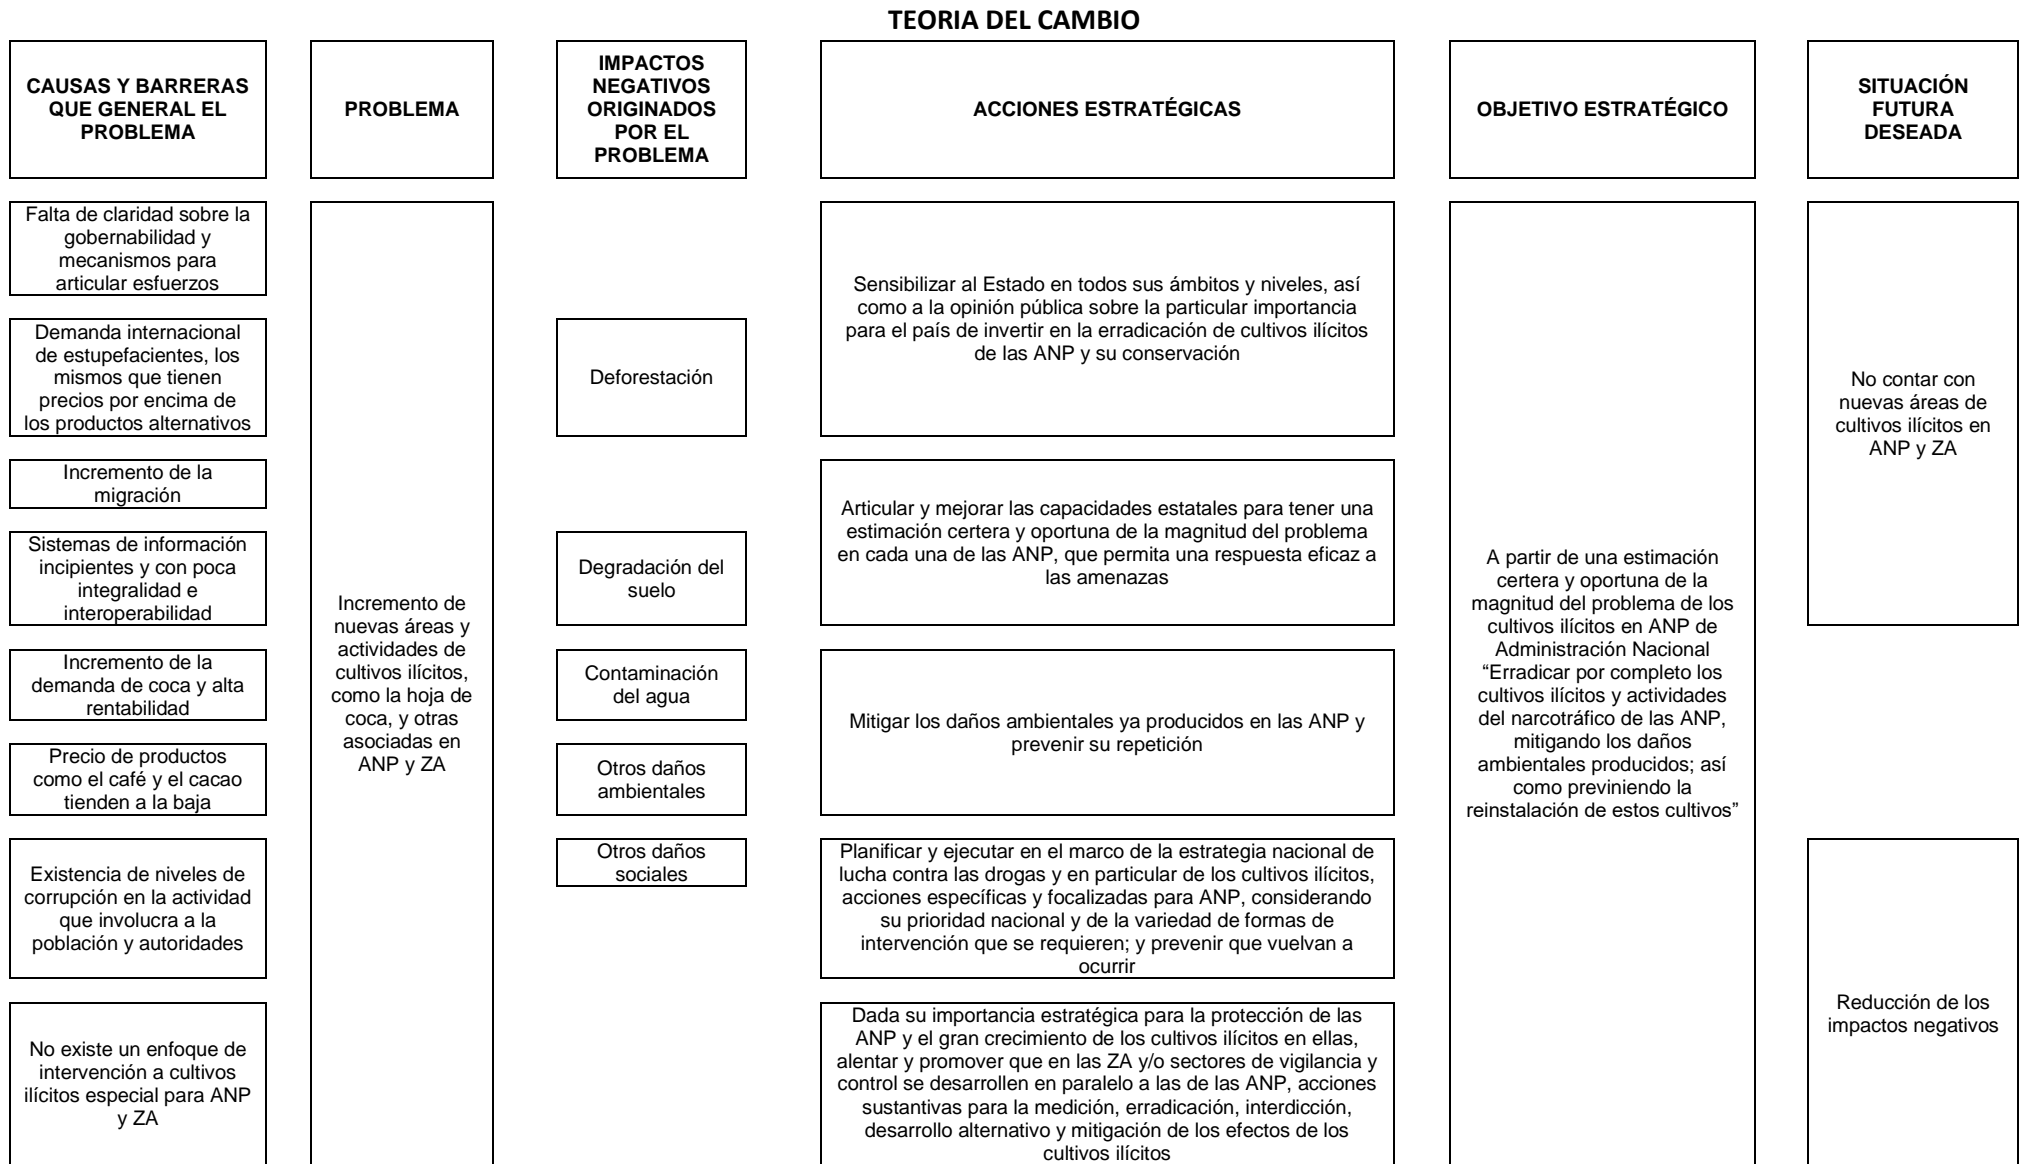 TEORIA DEL CAMBIO
CAUSAS Y BARRERAS
QUE GENERAL EL
PROBLEMA
PROBLEMA
IMPACTOS
NEGATIVOS
ORIGINADOS
POR EL
PROBLEMA
ACCIONES ESTRATÉGICAS
OBJETIVO ESTRATÉGICO
SITUACIÓN
FUTURA
DESEADA
Falta de claridad sobre la
gobernabilidad y
mecanismos para
articular esfuerzos
Demanda internacional
de estupefacientes, los
mismos que tienen
precios por encima de
los productos alternativos
Incremento de la
migración
Sistemas de información
incipientes y con poca
integralidad e
interoperabilidad
Incremento de la
demanda de coca y alta
rentabilidad
Precio de productos
como el café y el cacao
tienden a la baja
Existencia de niveles de
corrupción en la actividad
que involucra a la
población y autoridades
No existe un enfoque de
intervención a cultivos
ilícitos especial para ANP
y ZA
Incremento de
nuevas áreas y
actividades de
cultivos ilícitos,
como la hoja de
coca, y otras
asociadas en
ANP y ZA
Deforestación
Degradación del
suelo
Contaminación
del agua
Otros daños
ambientales
Otros daños
sociales
Sensibilizar al Estado en todos sus ámbitos y niveles, así
como a la opinión pública sobre la particular importancia
para el país de invertir en la erradicación de cultivos ilícitos
de las ANP y su conservación
Articular y mejorar las capacidades estatales para tener una
estimación certera y oportuna de la magnitud del problema
en cada una de las ANP, que permita una respuesta eficaz a
las amenazas
Mitigar los daños ambientales ya producidos en las ANP y
prevenir su repetición
Planificar y ejecutar en el marco de la estrategia nacional de
lucha contra las drogas y en particular de los cultivos ilícitos,
acciones específicas y focalizadas para ANP, considerando
su prioridad nacional y de la variedad de formas de
intervención que se requieren; y prevenir que vuelvan a
ocurrir
Dada su importancia estratégica para la protección de las
ANP y el gran crecimiento de los cultivos ilícitos en ellas,
alentar y promover que en las ZA y/o sectores de vigilancia y
control se desarrollen en paralelo a las de las ANP, acciones
sustantivas para la medición, erradicación, interdicción,
desarrollo alternativo y mitigación de los efectos de los
cultivos ilícitos
A partir de una estimación
certera y oportuna de la
magnitud del problema de los
cultivos ilícitos en ANP de
Administración Nacional
“Erradicar por completo los
cultivos ilícitos y actividades
del narcotráfico de las ANP,
mitigando los daños
ambientales producidos; así
como previniendo la
reinstalación de estos cultivos”
No contar con
nuevas áreas de
cultivos ilícitos en
ANP y ZA
Reducción de los
impactos negativos